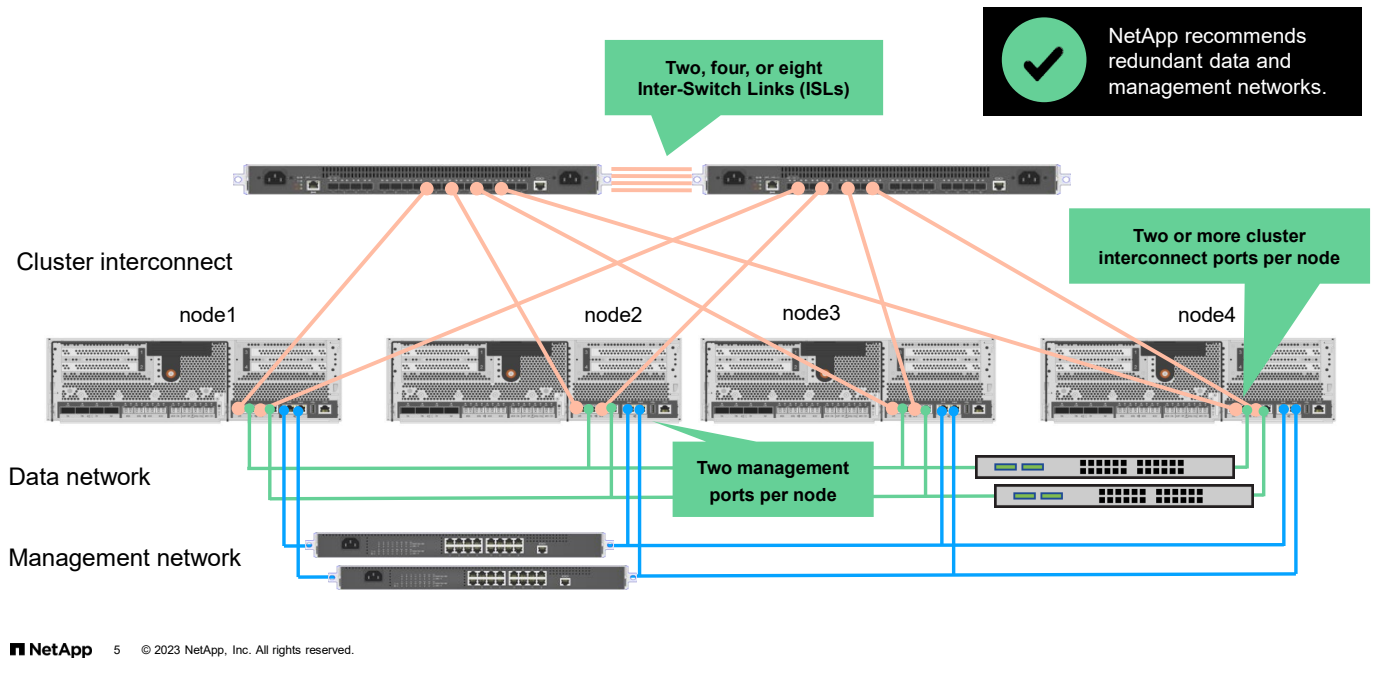 NetApp recommends
redundant data and
management networks.
Two, four, or eight
Inter-Switch Links (ISLs)
Two or more cluster
interconnect ports per node
Cluster interconnect
node1
node2
node3
node4
Two management
ports per node
Data network
Management network
NetApp 5 © 2023 NetApp, Inc. All rights reserved.